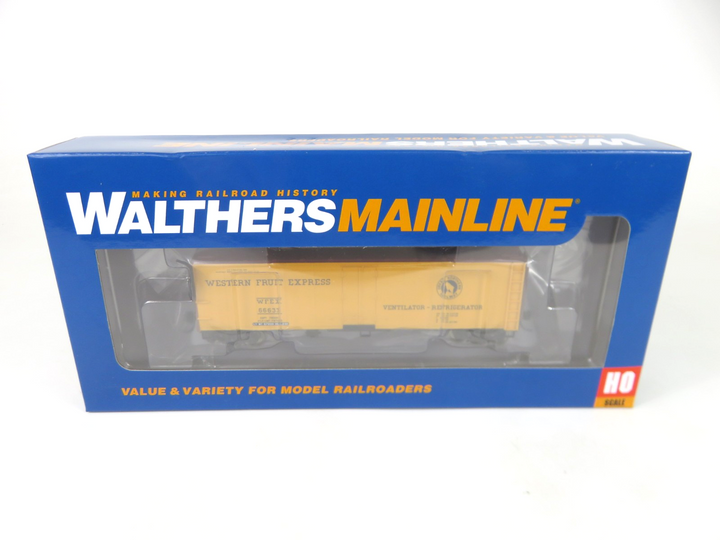 MAKING RAILROAD HISTORY
WALTHERSMAINLINE®
WESTERN FRUIT EXPRESS
WFEX
VENTILATOR - REFRIGERATOR
VALUE & VARIETY FOR MODEL RAILROADERS
HO
SCALE